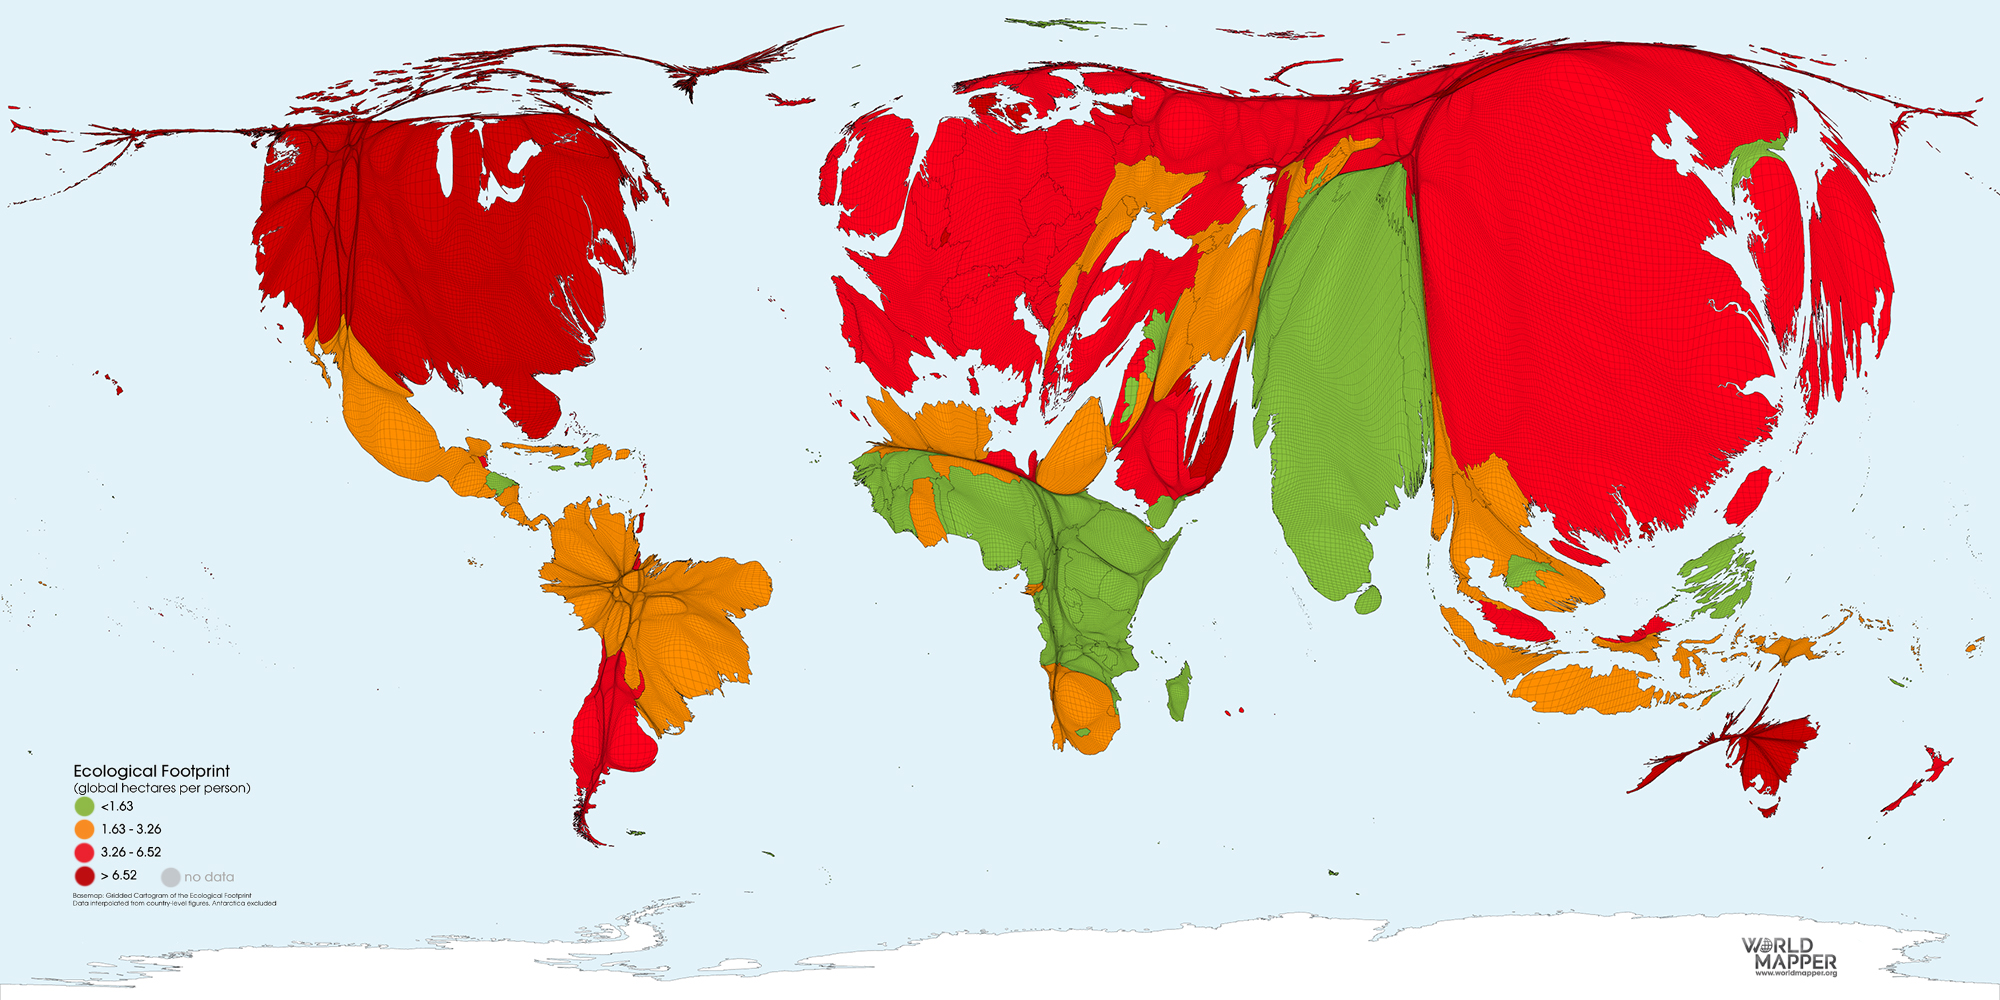 Ecological Footprint
(global hectares per person)
<1.63
1.63 - 3.26
3.26 - 6.52
> 6.52 no data
Basemap: Gridded Cartogram of the Ecological Footprint
Data interpolated from country-level figures, Antarctica excluded
WORLD
MAPPER
www.worldmapper.org